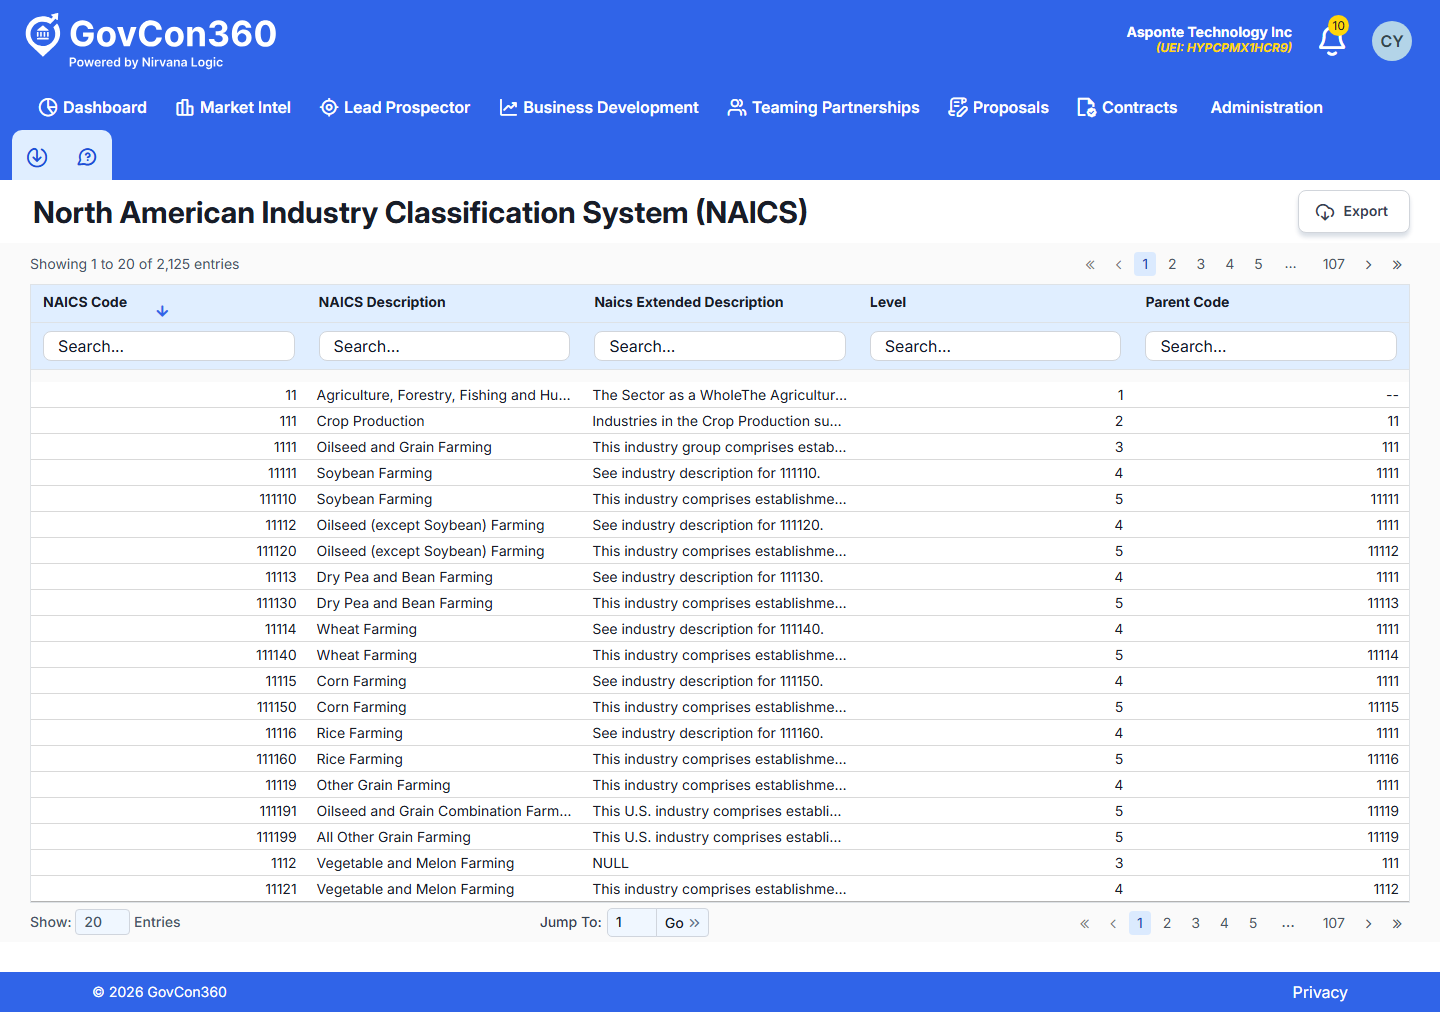 GovCon360
Powered by Nirvana Logic
Asponte Technology Inc
(UEI: HYPCPMX1HCR9)
10
CY
Dashboard Market Intel Lead Prospector Business Development Teaming Partnerships Proposals Contracts Administration
North American Industry Classification System (NAICS)
Export
Showing 1 to 20 of 2,125 entries
« ‹ 1 2 3 4 5 ... 107 › »
NAICS Code NAICS Description Naics Extended Description Level Parent Code
Search... Search... Search... Search... Search...
11 Agriculture, Forestry, Fishing and Hu... The Sector as a WholeThe Agricultur... 1 --
111 Crop Production Industries in the Crop Production su... 2 11
1111 Oilseed and Grain Farming This industry group comprises estab... 3 111
11111 Soybean Farming See industry description for 111110. 4 1111
111110 Soybean Farming This industry comprises establishme... 5 11111
11112 Oilseed (except Soybean) Farming See industry description for 111120. 4 1111
111120 Oilseed (except Soybean) Farming This industry comprises establishme... 5 11112
11113 Dry Pea and Bean Farming See industry description for 111130. 4 1111
111130 Dry Pea and Bean Farming This industry comprises establishme... 5 11113
11114 Wheat Farming See industry description for 111140. 4 1111
111140 Wheat Farming This industry comprises establishme... 5 11114
11115 Corn Farming See industry description for 111150. 4 1111
111150 Corn Farming This industry comprises establishme... 5 11115
11116 Rice Farming See industry description for 111160. 4 1111
111160 Rice Farming This industry comprises establishme... 5 11116
11119 Other Grain Farming This industry comprises establishme... 4 1111
111191 Oilseed and Grain Combination Farm... This U.S. industry comprises establi... 5 11119
111199 All Other Grain Farming This U.S. industry comprises establi... 5 11119
1112 Vegetable and Melon Farming NULL 3 111
11121 Vegetable and Melon Farming This industry comprises establishme... 4 1112
Show: 20 Entries Jump To: 1 Go » « ‹ 1 2 3 4 5 ... 107 › »
© 2026 GovCon360 Privacy